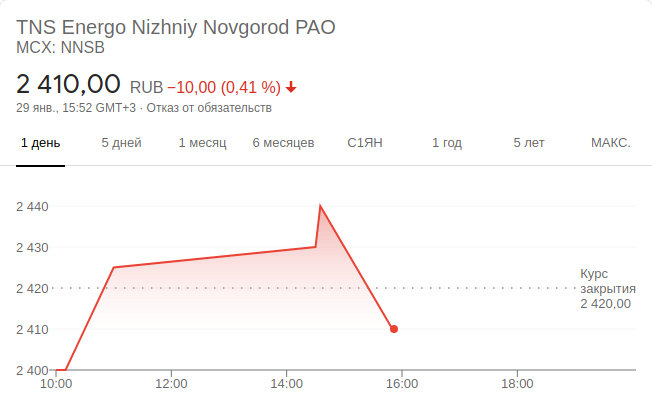 TNS Energo Nizhniy Novgorod PAO
MCX: NNSB
2 410,00 RUB −10,00 (0,41 %)
29 янв., 15:52 GMT+3 · Отказ от обязательств
1 день 5 дней 1 месяц 6 месяцев С1ЯН 1 год 5 лет МАКС.
2 440
2 430
2 420
2 410
2 400
Курс
закрытия
2 420,00
10:00 12:00 14:00 16:00 18:00